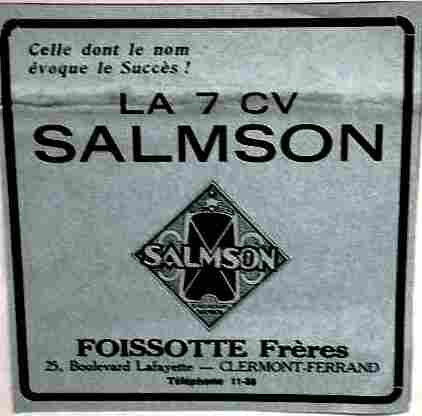 Celle dont le nom
évoque le Succès !
LA 7 CV
SALMSON
SALMSON
FOISSOTTE Frères
25, Boulevard Lafayette — CLERMONT-FERRAND
Téléphone